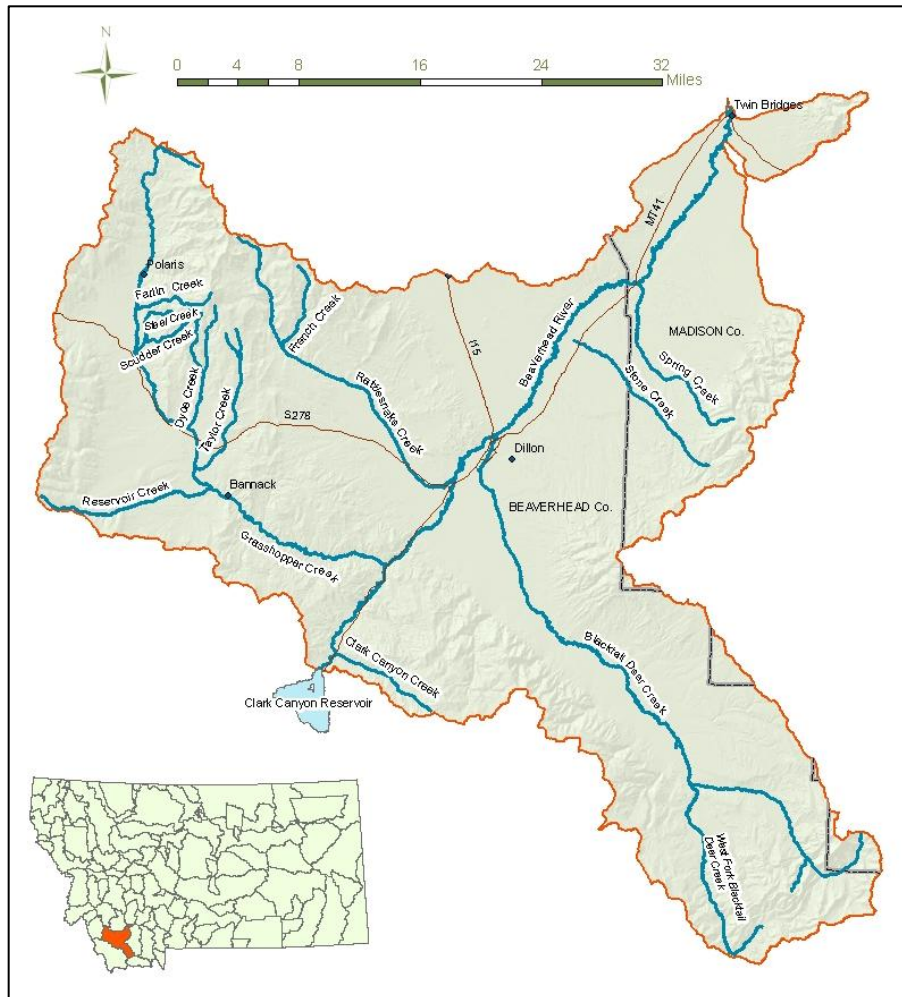 N
0 4 8 16 24 32
Miles
Twin Bridges
MT41
Polaris
Farlin Creek
Steel Creek
Scudder Creek
French Creek
I15
Beaverhead River
MADISON Co.
Dyce Creek
Taylor Creek
S278
Rattlesnake Creek
Stone Creek
Spring Creek
Dillon
Reservoir Creek
Bannack
BEAVERHEAD Co.
Grasshopper Creek
Clark Canyon Creek
Blacktail Deer Creek
Clark Canyon Reservoir
West Fork Blacktail
Deer Creek